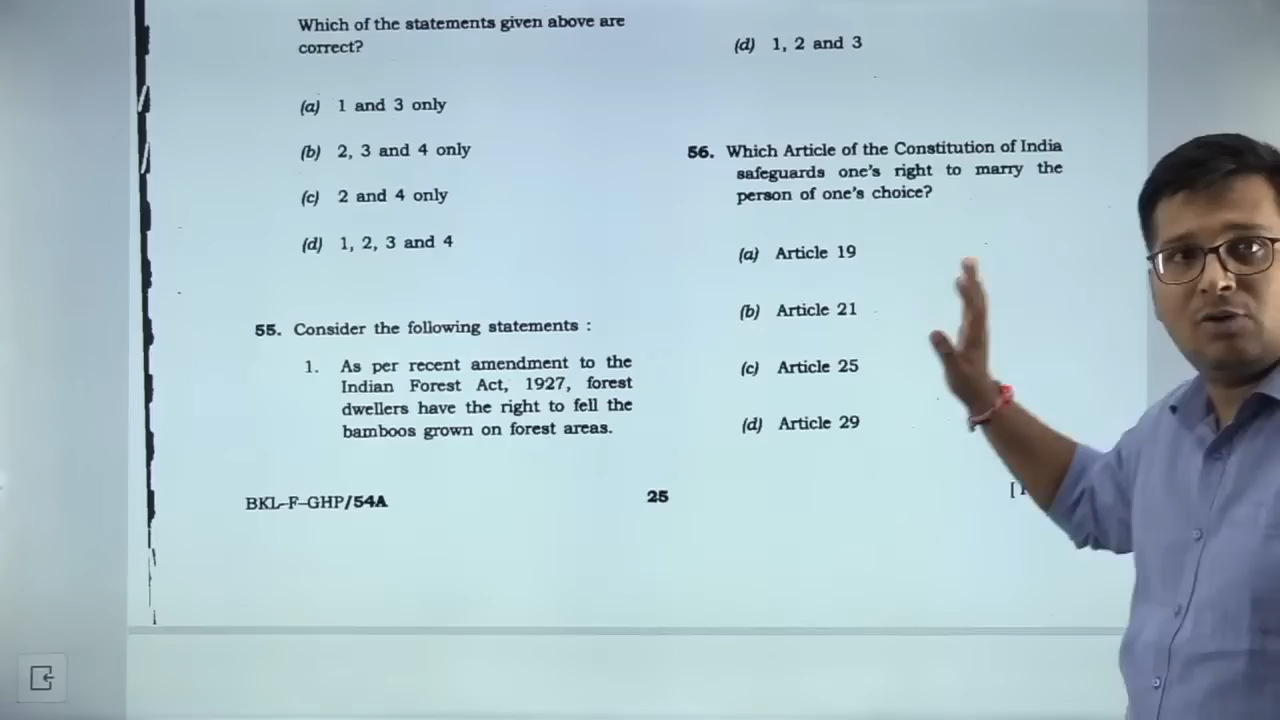 Which of the statements given above are
correct?
(a) 1 and 3 only
(b) 2, 3 and 4 only
(c) 2 and 4 only
(d) 1, 2, 3 and 4
55. Consider the following statements :
1. As per recent amendment to the
Indian Forest Act, 1927, forest
dwellers have the right to fell the
bamboos grown on forest areas.
(d) 1, 2 and 3
56. Which Article of the Constitution of India
safeguards one's right to marry the
person of one's choice?
(a) Article 19
(b) Article 21
(c) Article 25
(d) Article 29
BKL-F-GHP/54A
25